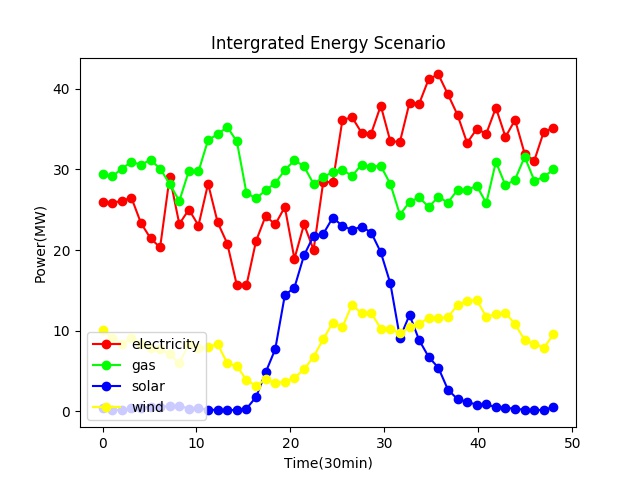 Intergrated Energy Scenario
Power(MW)
40
30
20
10
0
electricity
gas
solar
wind
0 10 20 30 40 50
Time(30min)